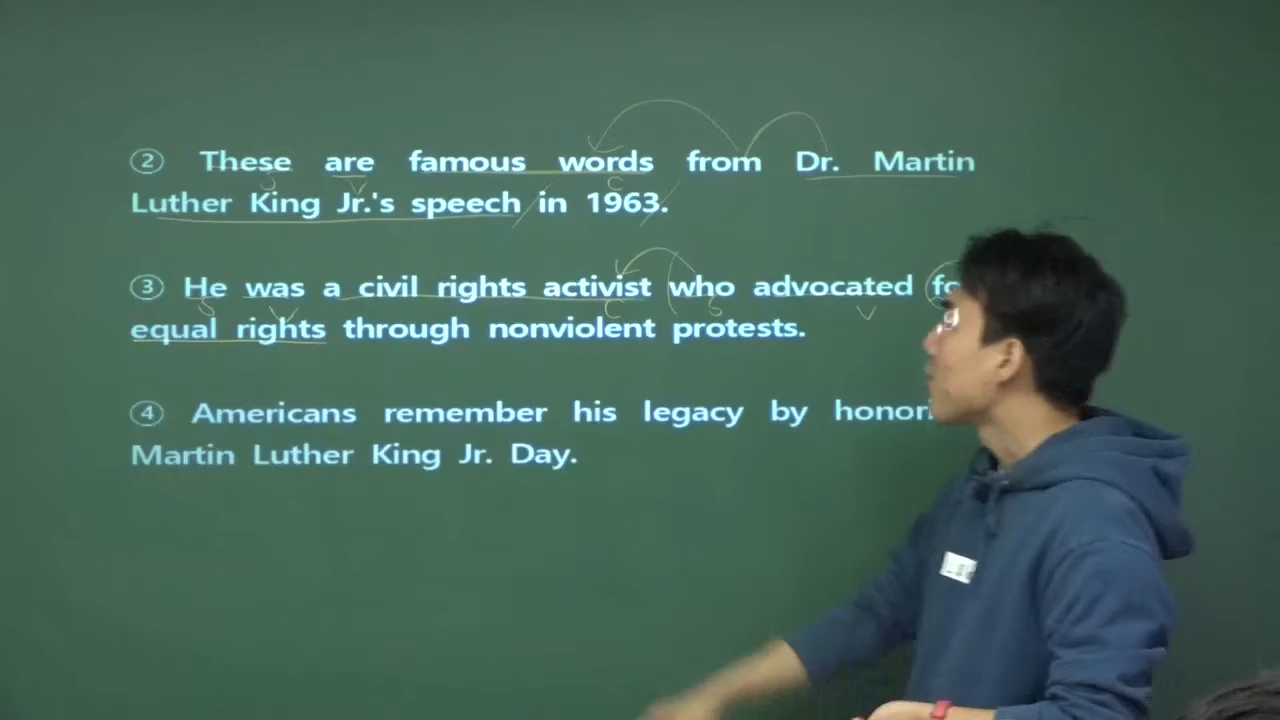 ② These are famous words from Dr. Martin
Luther King Jr.'s speech in 1963.
③ He was a civil rights activist who advocated
equal rights through nonviolent protests.
④ Americans remember his legacy by
Martin Luther King Jr. Day.
S V C
S V C S V